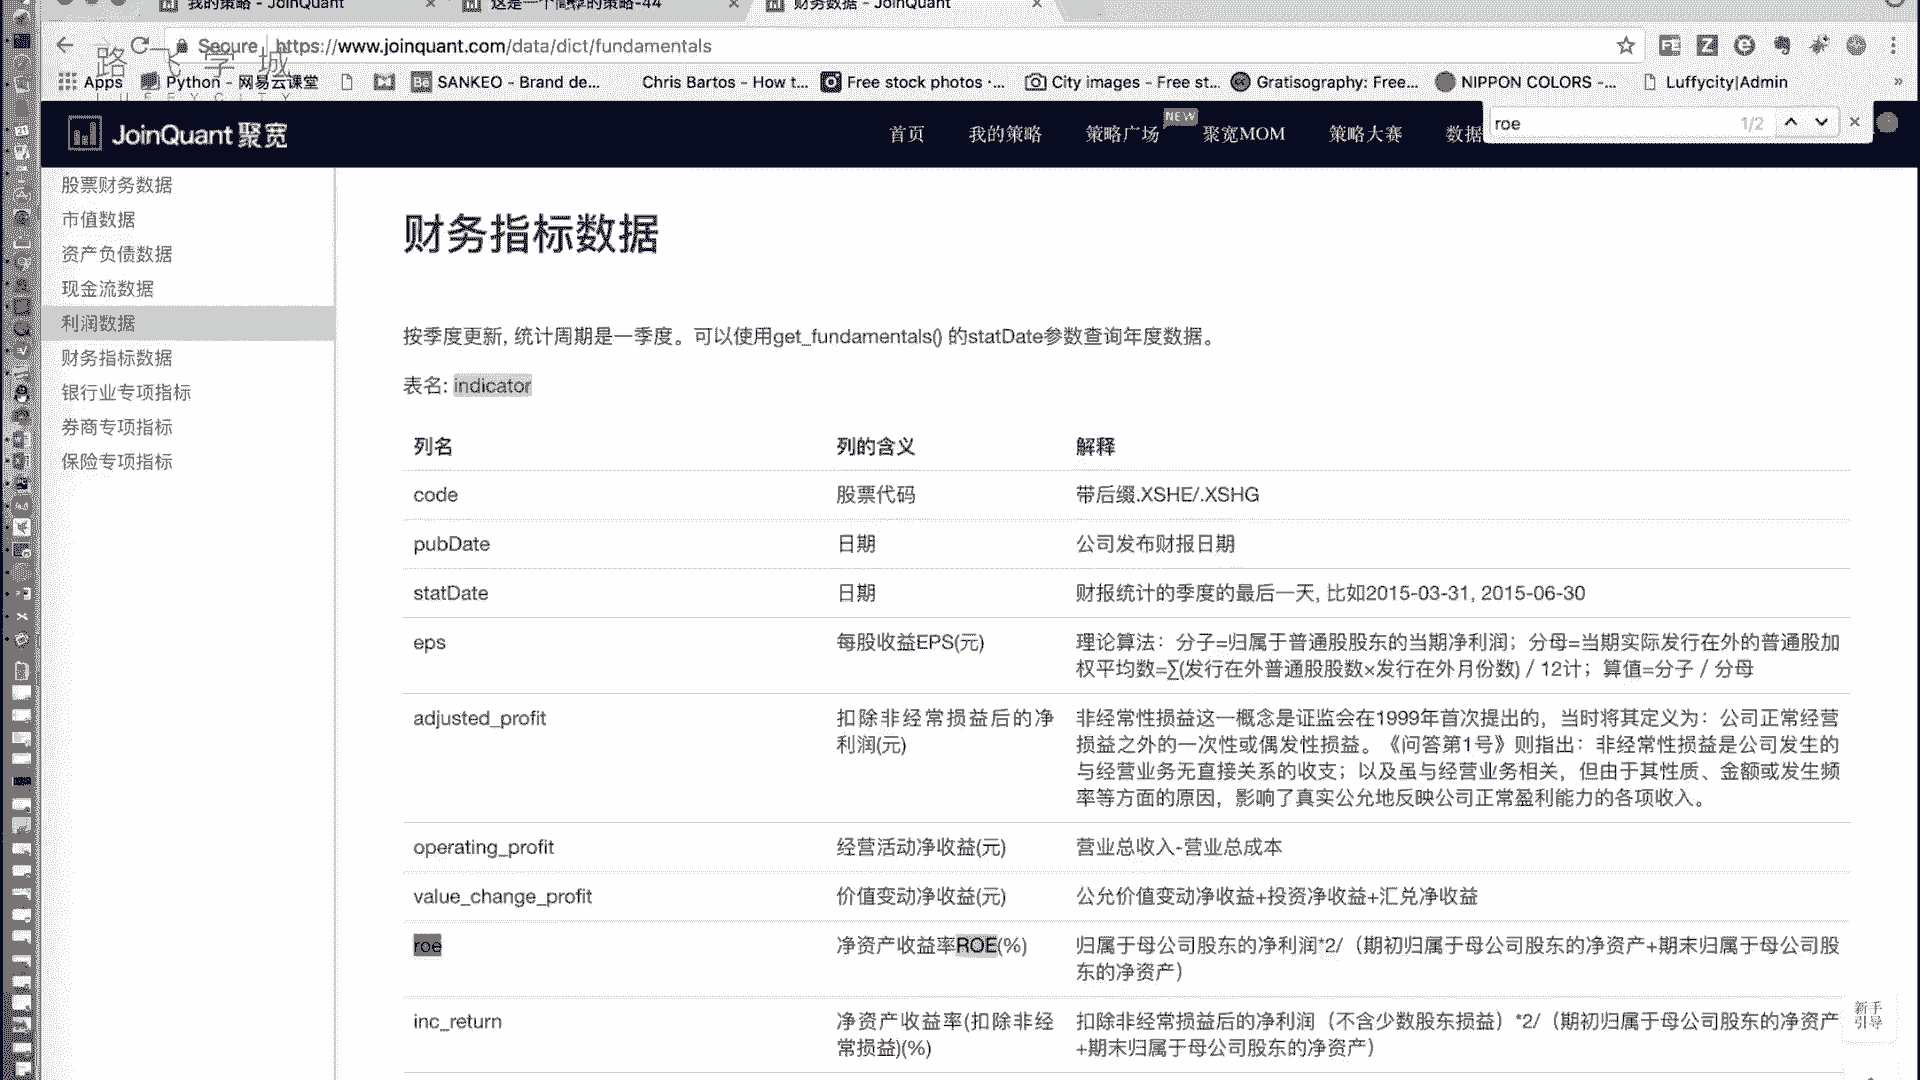 我的策略 - JoinQuant
这是一个简单的策略-44
财务数据 - JoinQuant
Secure
https://www.joinquant.com/data/dict/fundamentals
路飞学城
LUFFYCITY
Apps
Python - 网易云课堂
SANKEO - Brand de...
Chris Bartos - How t...
Free stock photos ·...
City images - Free st...
Gratisography: Free...
NIPPON COLORS -...
Luffycity|Admin
»
JoinQuant 聚宽
首页
我的策略
策略广场
NEW
聚宽MOM
策略大赛
数据
roe
1/2
股票财务数据
市值数据
资产负债数据
现金流数据
利润数据
财务指标数据
银行业专项指标
券商专项指标
保险专项指标
财务指标数据
按季度更新, 统计周期是一季度。可以使用get_fundamentals() 的statDate参数查询年度数据。
表名: indicator
列名 列的含义 解释
code 股票代码 带后缀.XSHE/.XSHG
pubDate 日期 公司发布财报日期
statDate 日期 财报统计的季度的最后一天, 比如2015-03-31, 2015-06-30
eps 每股收益EPS(元) 理论算法：分子=归属于普通股股东的当期净利润；分母=当期实际发行在外的普通股加
权平均数=∑(发行在外普通股股数×发行在外月份数) / 12计；算值=分子 / 分母
adjusted_profit 扣除非经常损益后的净 非经常性损益这一概念是证监会在1999年首次提出的，当时将其定义为：公司正常经营
利润(元) 损益之外的一次性或偶发性损益。《问答第1号》则指出：非经常性损益是公司发生的
与经营业务无直接关系的收支；以及虽与经营业务相关，但由于其性质、金额或发生频
率等方面的原因，影响了真实公允地反映公司正常盈利能力的各项收入。
operating_profit 经营活动净收益(元) 营业总收入-营业总成本
value_change_profit 价值变动净收益(元) 公允价值变动净收益+投资净收益+汇兑净收益
roe 净资产收益率ROE(%) 归属于母公司股东的净利润*2/（期初归属于母公司股东的净资产+期末归属于母公司股
东的净资产）
inc_return 净资产收益率(扣除非经 扣除非经常损益后的净利润（不含少数股东损益）*2/（期初归属于母公司股东的净资产
常损益)(%) +期末归属于母公司股东的净资产）
新手
引导